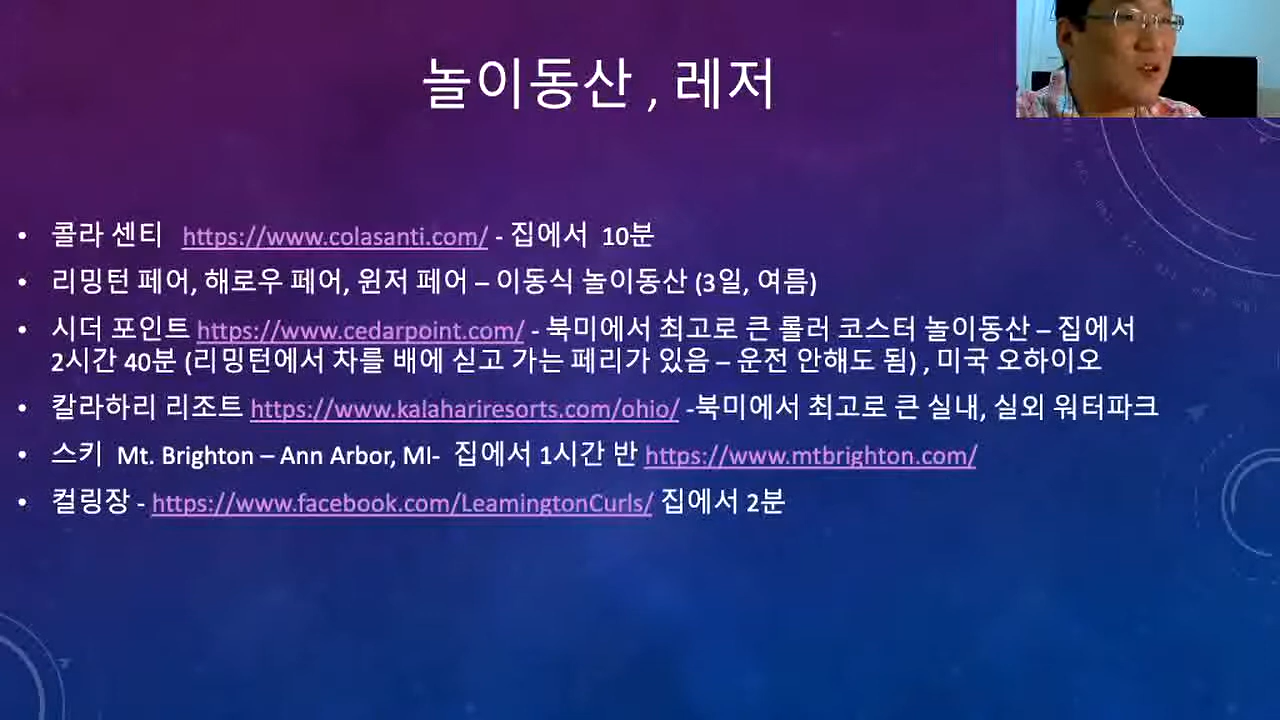 놀이동산 , 레저
• 콜라 센티 https://www.colasanti.com/ - 집에서 10분
• 리밍턴 페어, 해로우 페어, 윈저 페어 – 이동식 놀이동산 (3일, 여름)
• 시더 포인트 https://www.cedarpoint.com/ - 북미에서 최고로 큰 롤러 코스터 놀이동산 – 집에서
2시간 40분 (리밍턴에서 차를 배에 싣고 가는 페리가 있음 – 운전 안해도 됨) , 미국 오하이오
• 칼라하리 리조트 https://www.kalahariresorts.com/ohio/ -북미에서 최고로 큰 실내, 실외 워터파크
• 스키 Mt. Brighton – Ann Arbor, MI- 집에서 1시간 반 https://www.mtbrighton.com/
• 컬링장 - https://www.facebook.com/LeamingtonCurls/ 집에서 2분